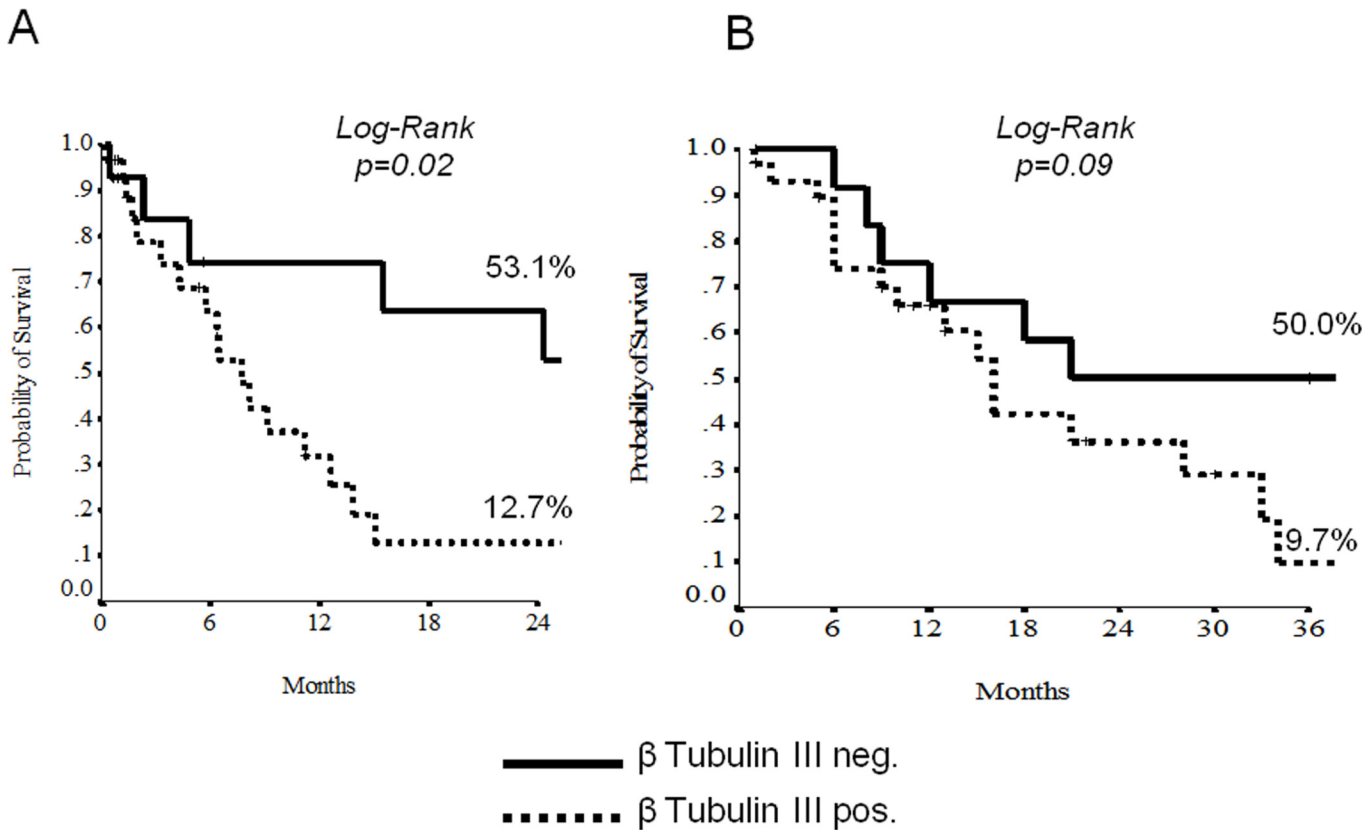 A
Log-Rank
p=0.02
1.0
.9
.8
.7
.6
.5
.4
.3
.2
.1
0.0
Probability of Survival
53.1%
12.7%
0 6 12 18 24
Months
B
Log-Rank
p=0.09
1.0
.9
.8
.7
.6
.5
.4
.3
.2
.1
0.0
Probability of Survival
50.0%
9.7%
0 6 12 18 24 30 36
Months
β Tubulin III neg.
β Tubulin III pos.